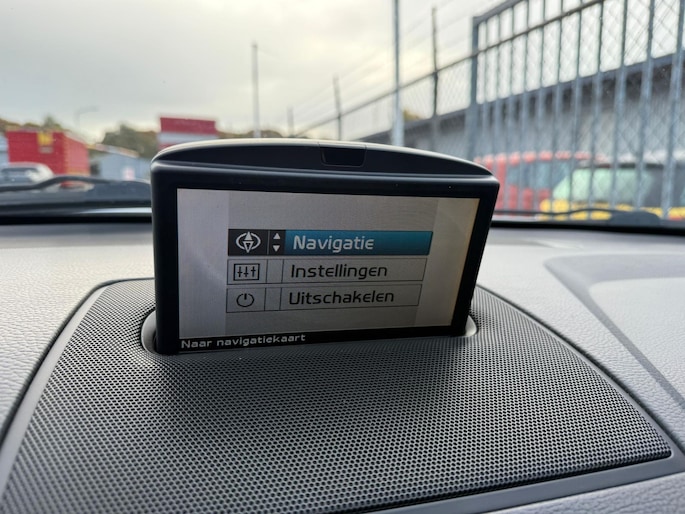 Navigatie
Instellingen
Uitschakelen
Naar navigatiekaart